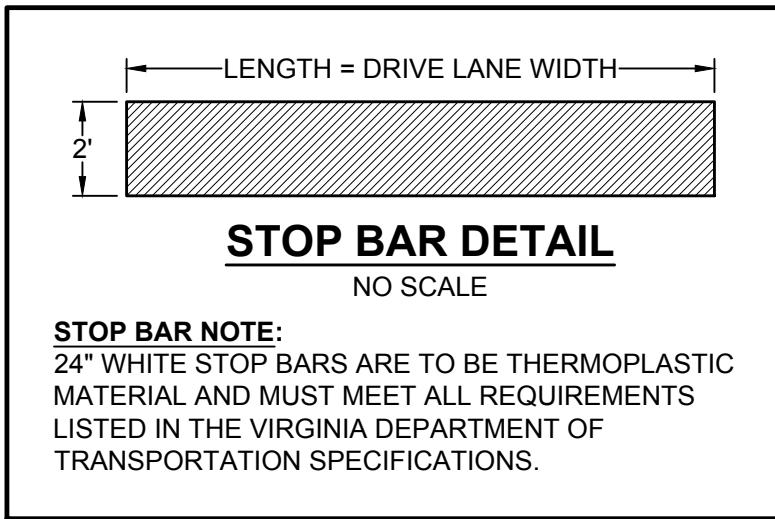 LENGTH = DRIVE LANE WIDTH
2'
STOP BAR DETAIL
NO SCALE
STOP BAR NOTE:
24" WHITE STOP BARS ARE TO BE THERMOPLASTIC
MATERIAL AND MUST MEET ALL REQUIREMENTS
LISTED IN THE VIRGINIA DEPARTMENT OF
TRANSPORTATION SPECIFICATIONS.